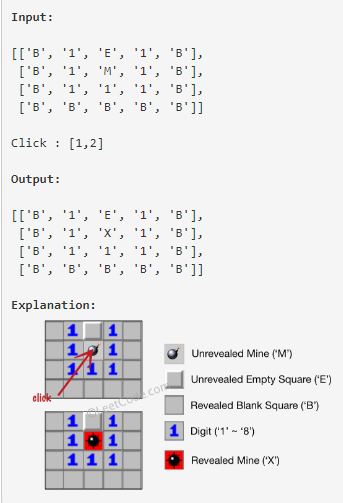 Input:
[['B', '1', 'E', '1', 'B'],
['B', '1', 'M', '1', 'B'],
['B', '1', '1', '1', 'B'],
['B', 'B', 'B', 'B', 'B']]
Click : [1,2]
Output:
[['B', '1', 'E', '1', 'B'],
['B', '1', 'X', '1', 'B'],
['B', '1', '1', '1', 'B'],
['B', 'B', 'B', 'B', 'B']]
Explanation:
1 1
1 1
1 1 1
click
©LeetCode.com
1 1
1 1
1 1 1
Unrevealed Mine ('M')
Unrevealed Empty Square ('E')
Revealed Blank Square ('B')
1 Digit ('1' ~ '8')
Revealed Mine ('X')